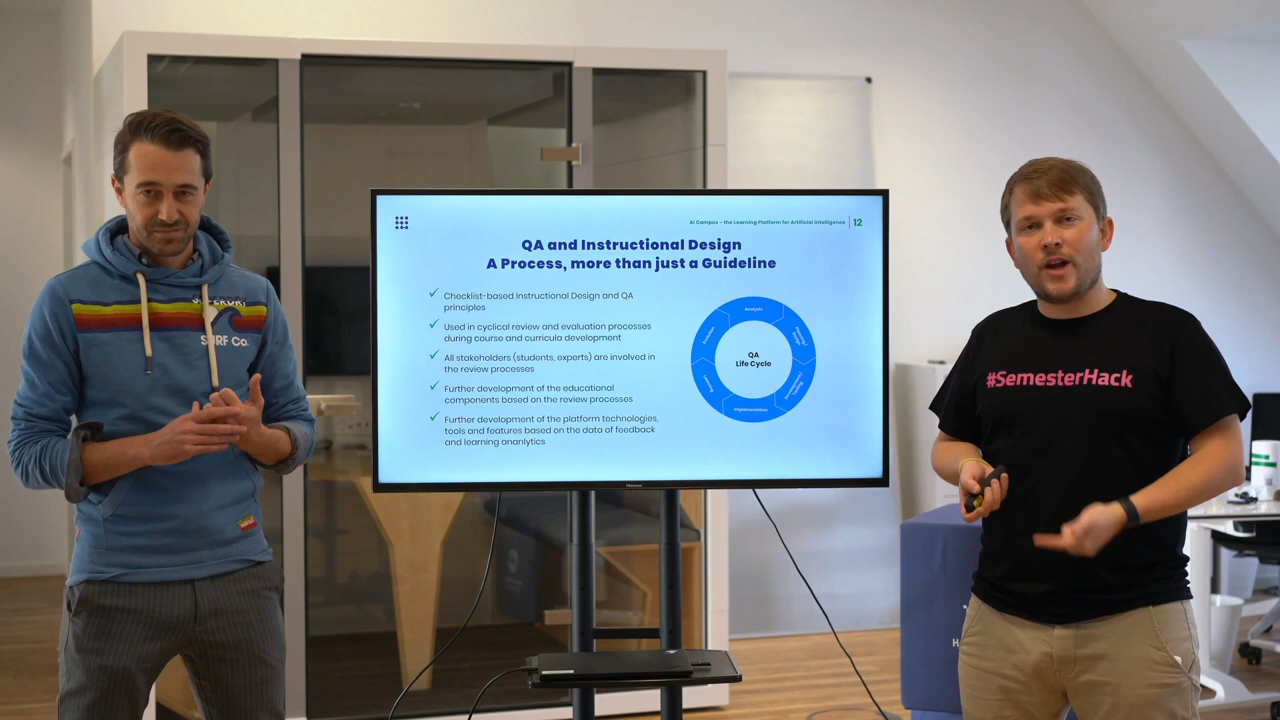 AI Campus – the Learning Platform for Artificial Intelligence 12
QA and Instructional Design
A Process, more than just a Guideline
Checklist-based Instructional Design and QA
principles
Used in cyclical review and evaluation processes
during course and curricula development
All stakeholders (students, experts) are involved in
the review processes
Further development of the educational
components based on the review processes
Further development of the platform technologies,
tools and features based on the data of feedback
and learning ananlytics
Analysis
Implementation
QA
Life Cycle
Hisense
SUPERDRY
SURF Co.
#SemesterHack